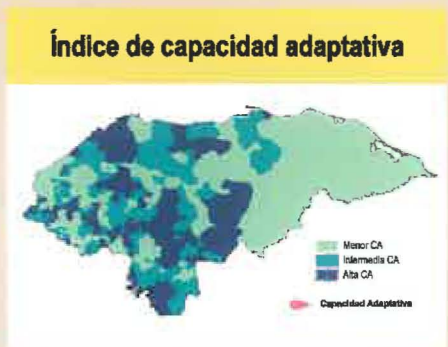 Índice de capacidad adaptativa
Menor CA
Intermedia CA
Alta CA
Capacidad Adaptativa